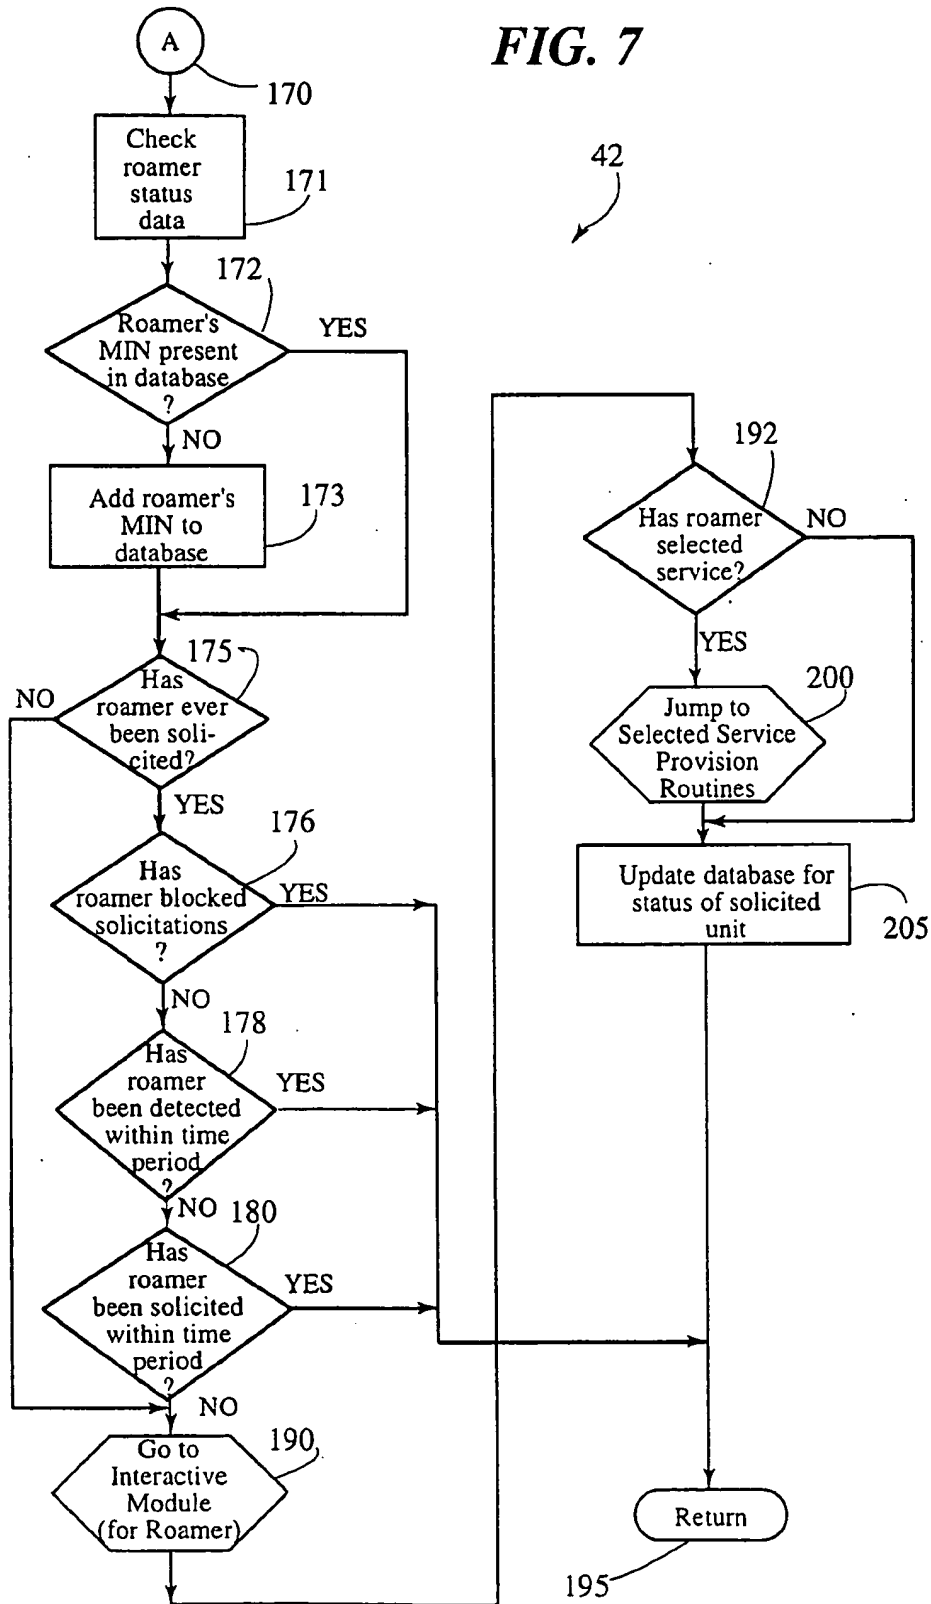 FIG. 7
A
170
Check
roamer
status
data
171
42
172
Roamer's
MIN present
in database
?
YES
NO
Add roamer's
MIN to
database
173
175
Has
roamer ever
been soli-
cited?
NO
YES
176
Has
roamer blocked
solicitations
?
YES
NO
178
Has
roamer
been detected
within time
period
?
YES
NO
180
Has
roamer
been solicited
within time
period
?
YES
NO
190
Go to
Interactive
Module
(for Roamer)
192
Has roamer
selected
service?
NO
YES
200
Jump to
Selected Service
Provision
Routines
Update database for
status of solicited
unit
205
Return
195